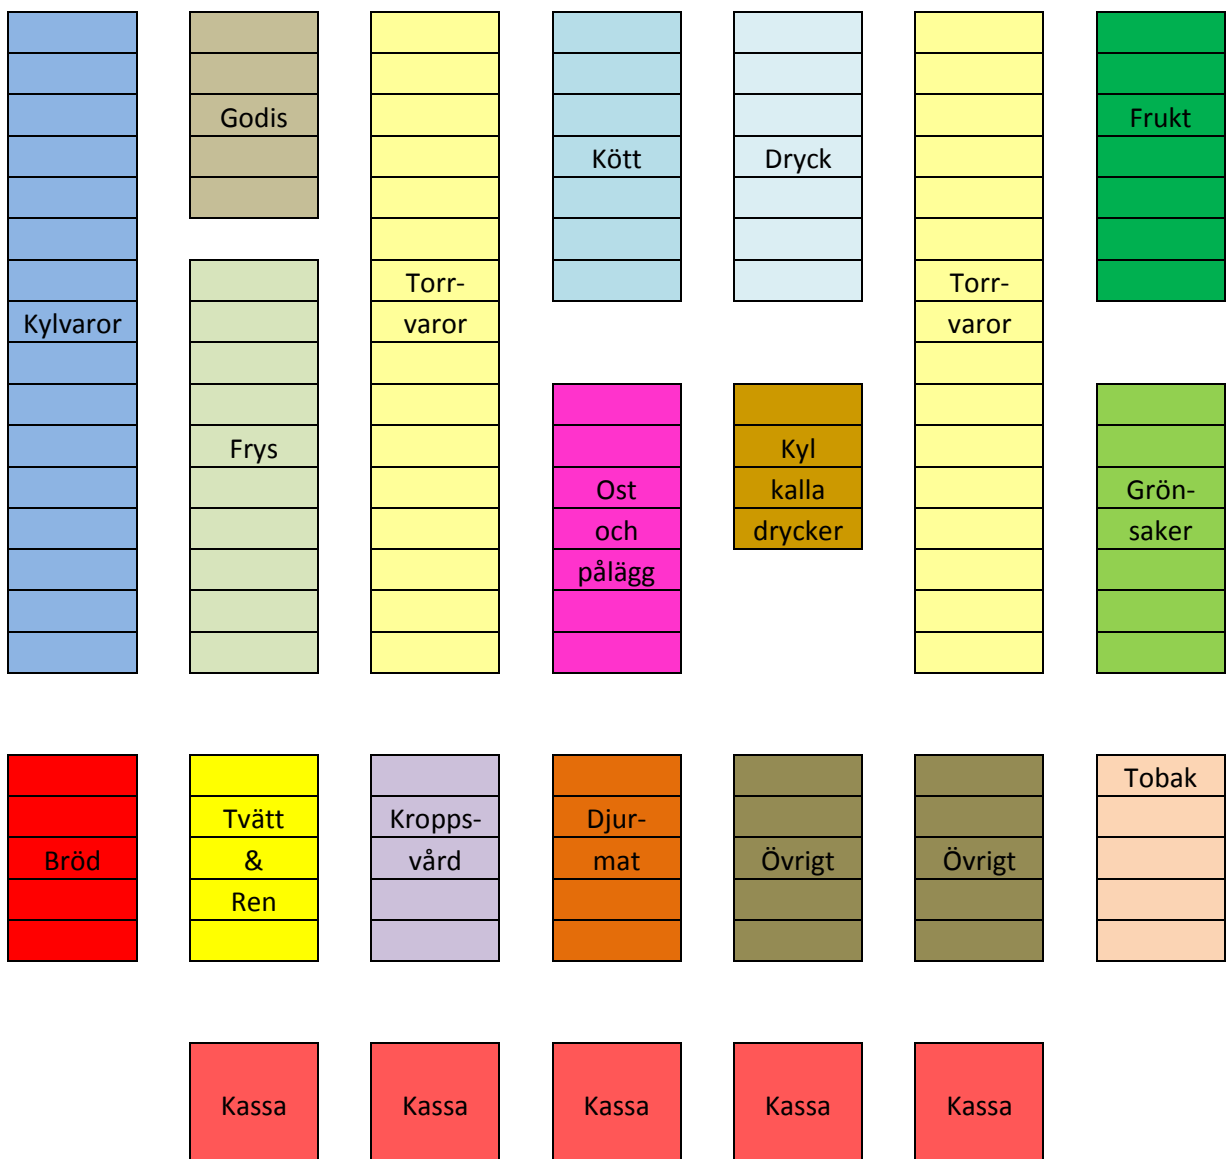 Godis
Frukt
Kött
Dryck
Torr-
varor
Torr-
varor
Kylvaror
Frys
Ost
och
pålägg
Kyl
kalla
drycker
Grön-
saker
Bröd
Tvätt
&
Ren
Kropps-
vård
Djur-
mat
Övrigt
Övrigt
Tobak
Kassa
Kassa
Kassa
Kassa
Kassa